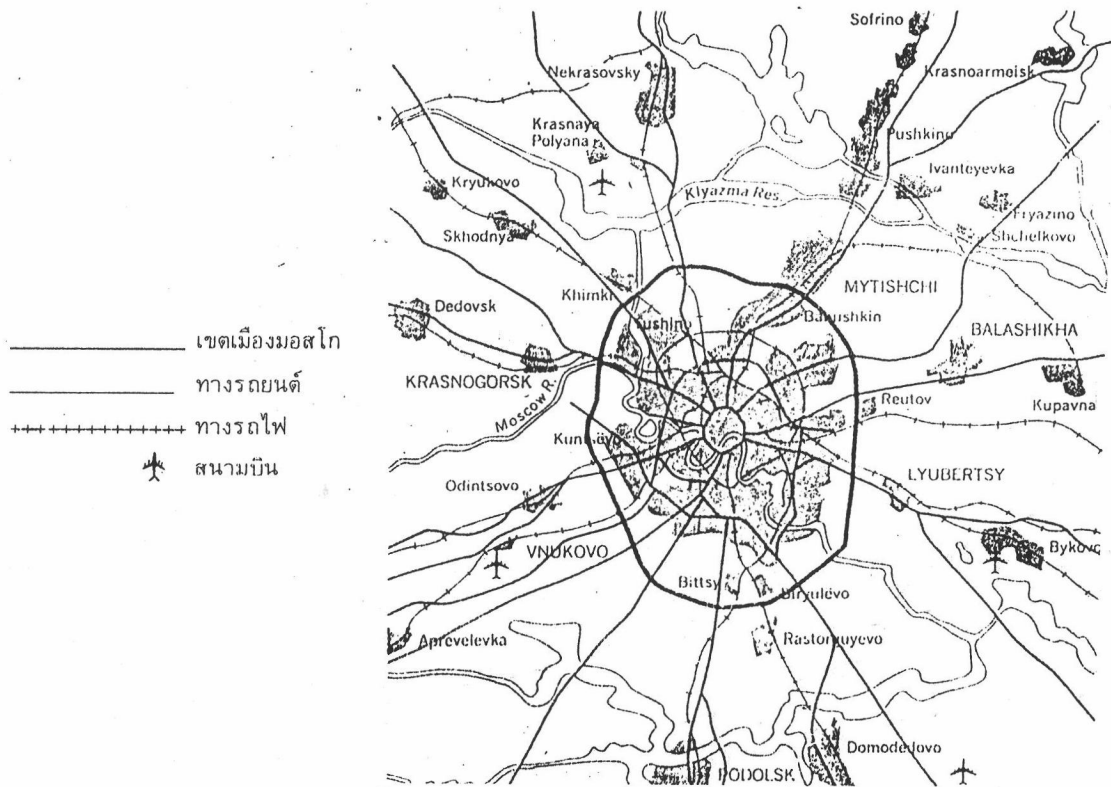 Sofrino
Nekrasovsky
Krasnoarmeisk
Krasnaya
Polyana
Pushkino
Ivanteyevka
Kryukovo
Klyazma Res.
Fryazino
Skhodnya
Shchelkovo
Khimki
MYTISHCHI
Dedovsk
Tushino
Babushkin
BALASHIKHA
เขตเมืองมอสโก
KRASNOGORSK
ทางรถยนต์
Moscow R.
Reutov
Kupavna
ทางรถไฟ
Kuntsevo
สนามบิน
Odintsovo
LYUBERTSY
VNUKOVO
Bykovo
Bittsy
Biryulevo
Aprevelevka
Domodedovo
PODOLSK